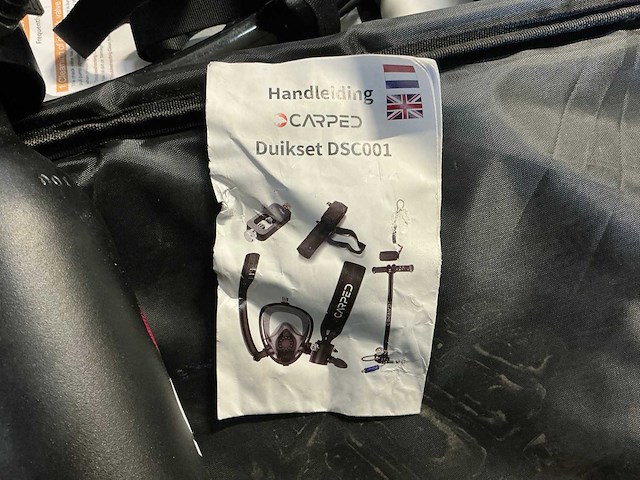 Handleiding
CARPED
Duikset DSC001
CARPED